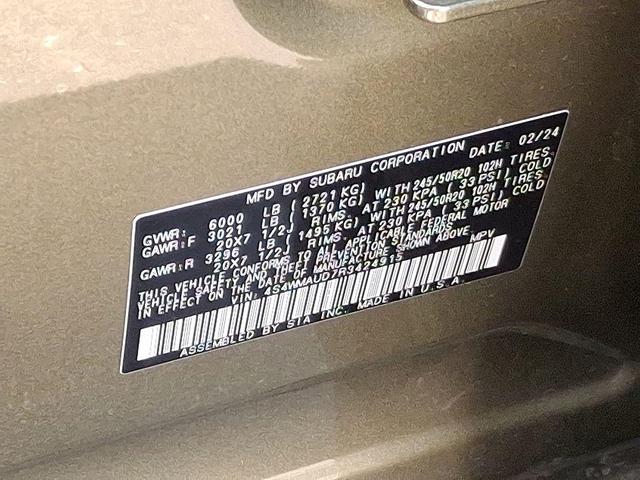 MFD BY SUBARU CORPORATION DATE: 02/24
GVWR: 6000 LB ( 2721 KG)
GAWR:F 3021 LB ( 1370 KG) WITH 245/50R20 102H TIRES
20X7 1/2J RIMS, AT 230 KPA ( 33 PSI) COLD
GAWR:R 3296 LB ( 1495 KG) WITH 245/50R20 102H TIRES
20X7 1/2J RIMS, AT 230 KPA ( 33 PSI) COLD
THIS VEHICLE CONFORMS TO ALL APPLICABLE FEDERAL MOTOR
VEHICLE SAFETY AND THEFT PREVENTION STANDARDS
IN EFFECT ON THE DATE OF MANUFACTURE SHOWN ABOVE
VIN: 4S4WMAUD7R3424915 MPV
ASSEMBLED BY SIA INC. MADE IN U.S.A.